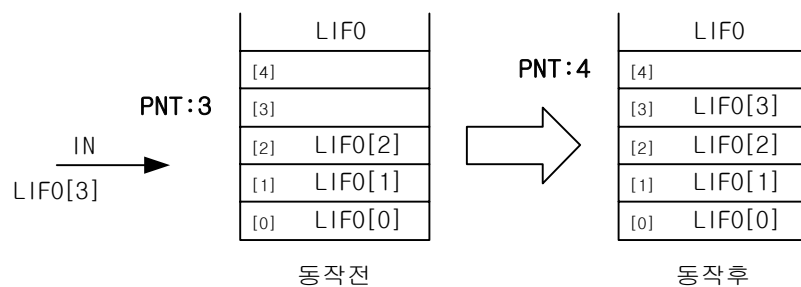 LIFO
LIFO
[4]
PNT:4
[4]
PNT:3
[3]
[3] LIFO[3]
IN
[2] LIFO[2]
[2] LIFO[2]
LIFO[3]
[1] LIFO[1]
[1] LIFO[1]
[0] LIFO[0]
[0] LIFO[0]
동작전
동작후